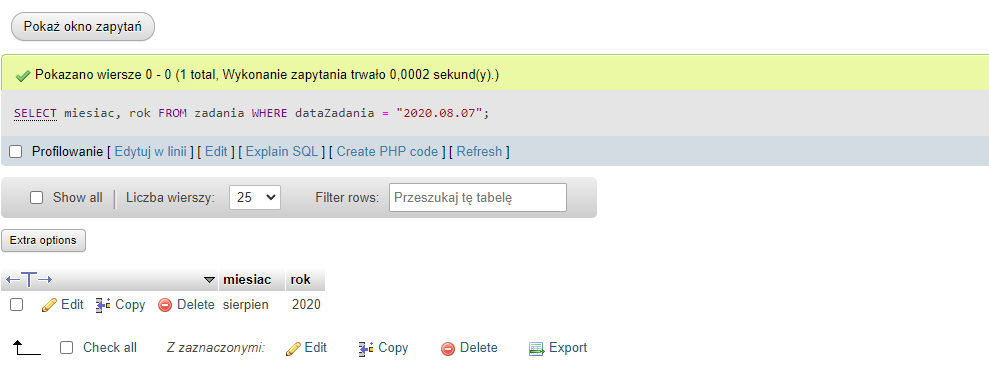 Pokaż okno zapytań
Pokazano wiersze 0 - 0 (1 total, Wykonanie zapytania trwało 0,0002 sekund(y).)
SELECT miesiac, rok FROM zadania WHERE dataZadania = "2020.08.07";
Profilowanie [ Edytuj w linii ] [ Edit ] [ Explain SQL ] [ Create PHP code ] [ Refresh ]
Show all Liczba wierszy: 25 Filter rows: Przeszukaj tę tabelę
Extra options
←T→ miesiac rok
Edit Copy Delete sierpien 2020
Check all Z zaznaczonymi: Edit Copy Delete Export